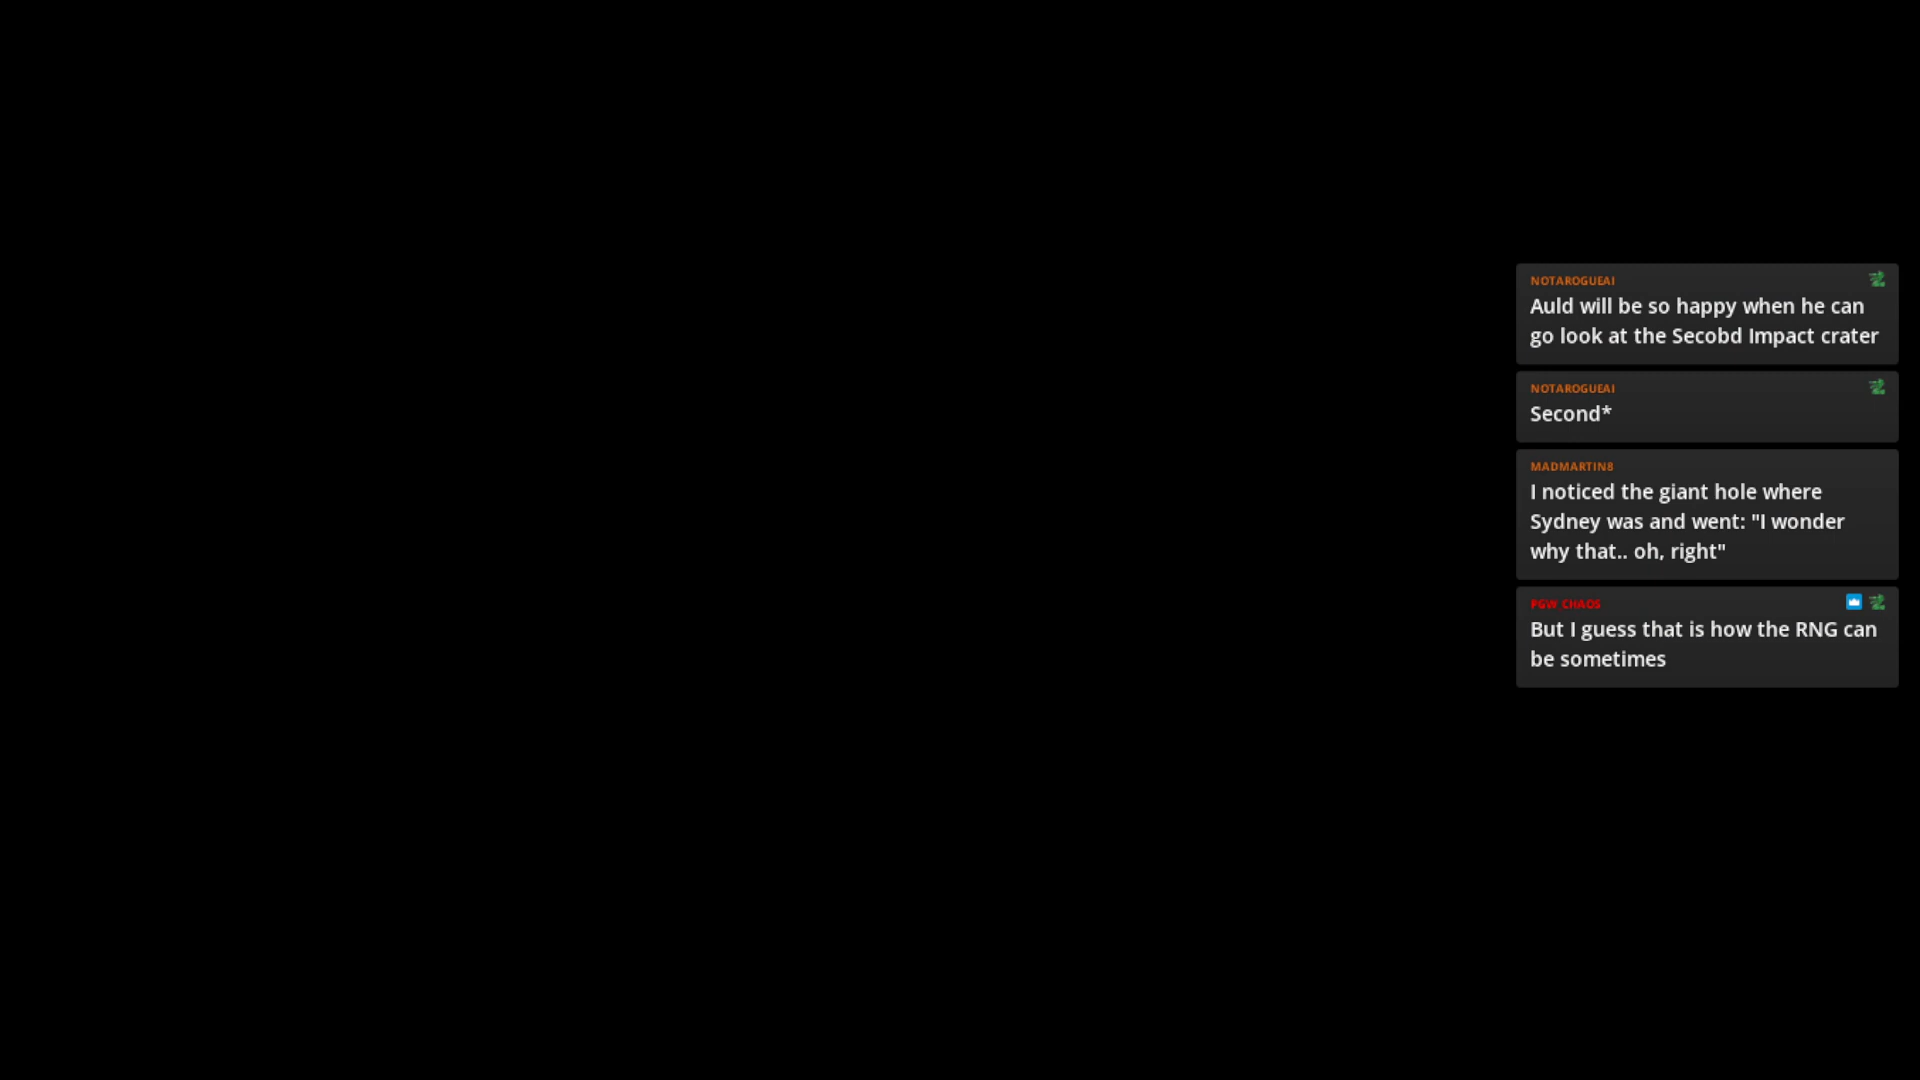 NOTAROGUEAI
Auld will be so happy when he can
go look at the Secobd Impact crater
NOTAROGUEAI
Second*
MADMARTIN8
I noticed the giant hole where
Sydney was and went: "I wonder
why that.. oh, right"
PGW CHAOS
But I guess that is how the RNG can
be sometimes